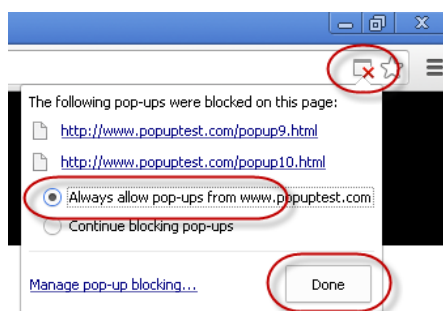 The following pop-ups were blocked on this page:
http://www.popuptest.com/popup9.html
http://www.popuptest.com/popup10.html
Always allow pop-ups from www.popuptest.com
Continue blocking pop-ups
Manage pop-up blocking...
Done